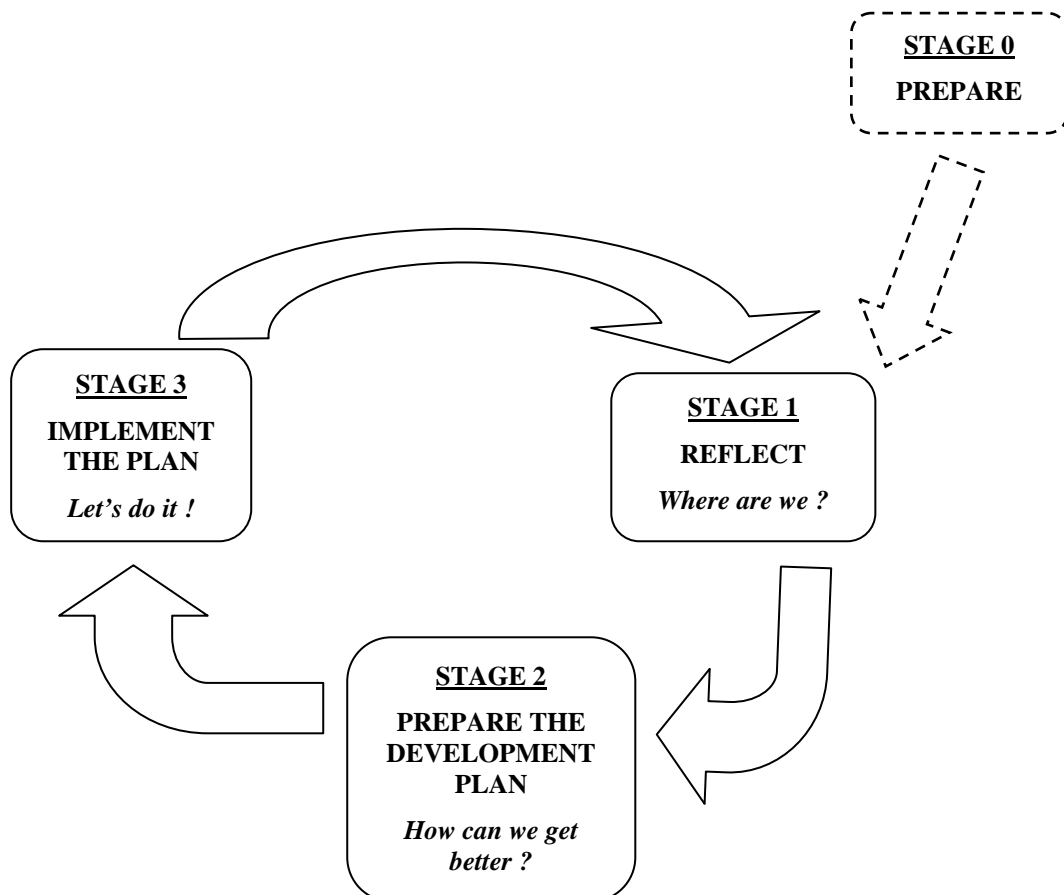 STAGE 0
PREPARE
STAGE 3
IMPLEMENT
THE PLAN
Let’s do it !
STAGE 1
REFLECT
Where are we ?
STAGE 2
PREPARE THE
DEVELOPMENT
PLAN
How can we get
better ?